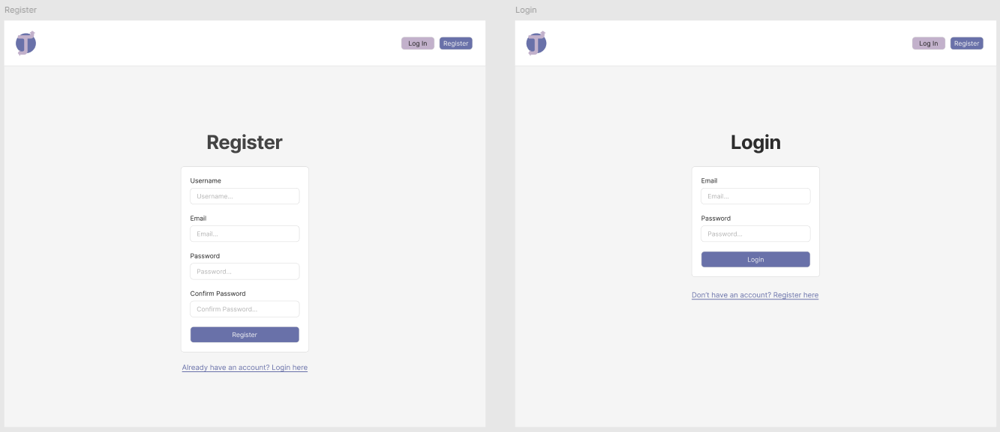 Register
Log In
Register
Register
Username
Username...
Email
Email...
Password
Password...
Confirm Password
Confirm Password...
Register
Already have an account? Login here
Login
Log In
Register
Login
Email
Email...
Password
Password...
Login
Don't have an account? Register here